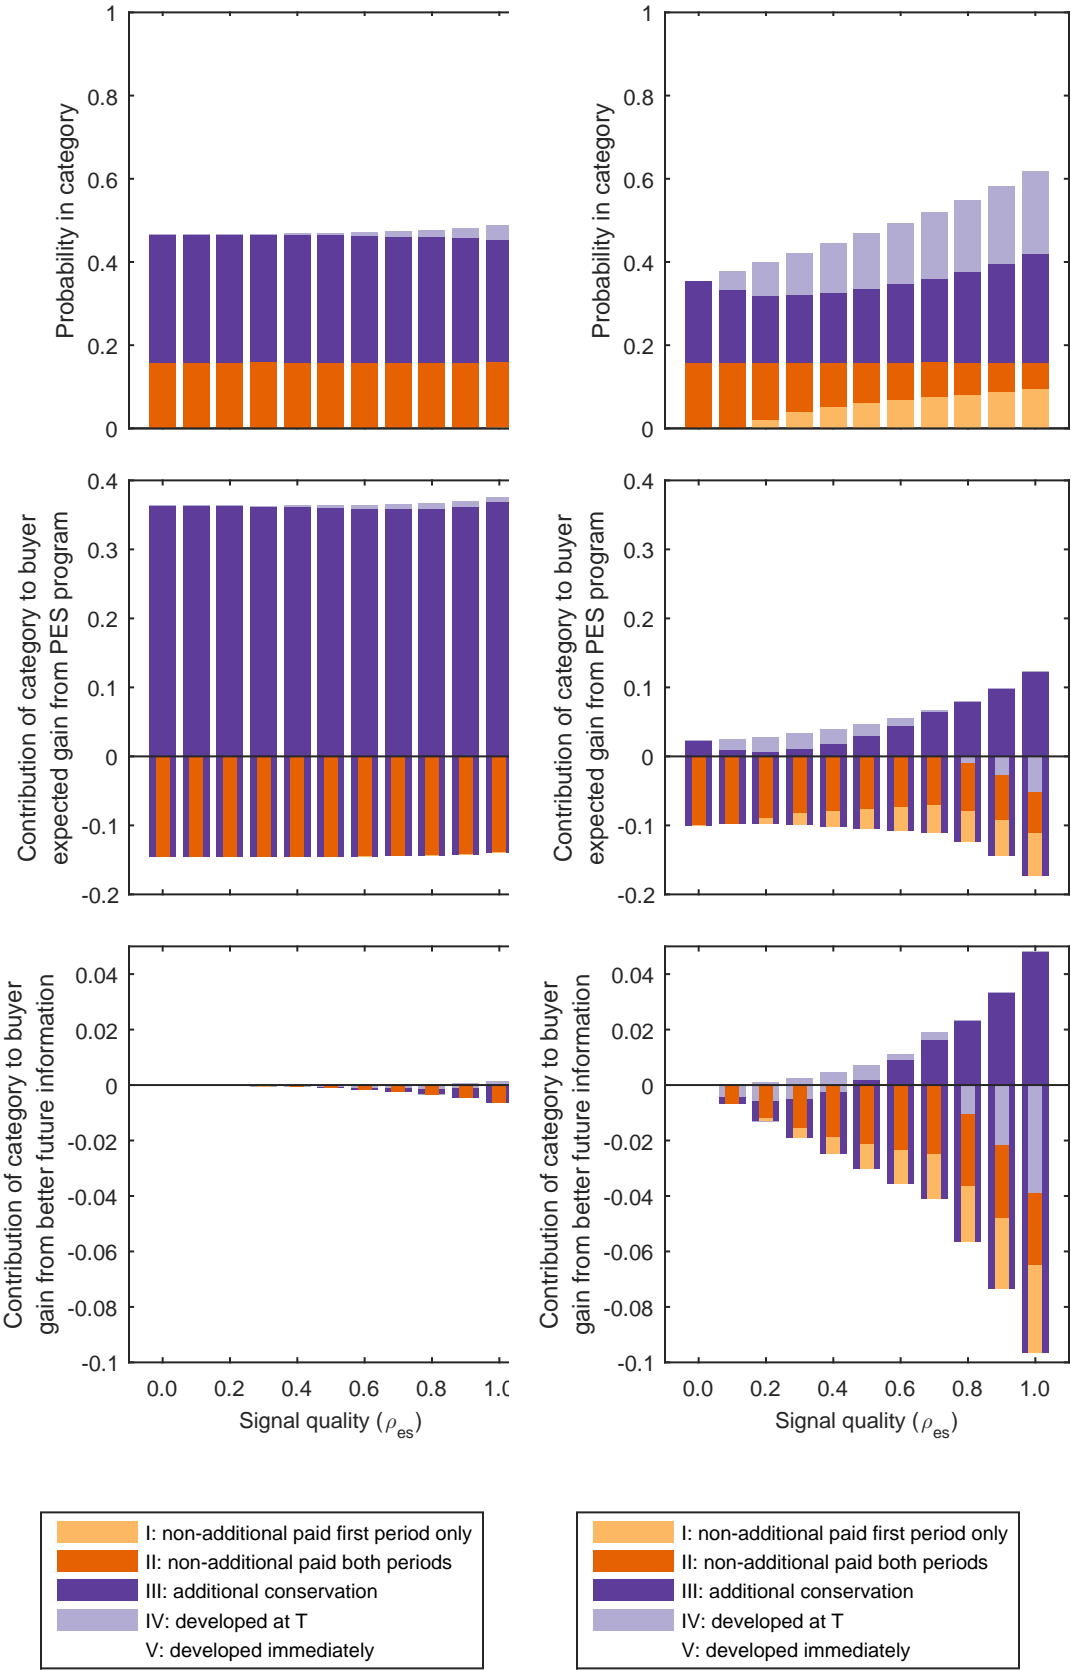 1
0.8
0.6
0.4
0.2
0
Probability in category
1
0.8
0.6
0.4
0.2
0
Probability in category
0.4
0.3
0.2
0.1
0
-0.1
-0.2
Contribution of category to buyer
expected gain from PES program
0.4
0.3
0.2
0.1
0
-0.1
-0.2
Contribution of category to buyer
expected gain from PES program
0.04
0.02
0
-0.02
-0.04
-0.06
-0.08
-0.1
Contribution of category to buyer
gain from better future information
0.0 0.2 0.4 0.6 0.8 1.0
Signal quality (ρes)
0.04
0.02
0
-0.02
-0.04
-0.06
-0.08
-0.1
Contribution of category to buyer
gain from better future information
0.0 0.2 0.4 0.6 0.8 1.0
Signal quality (ρes)
I: non-additional paid first period only
II: non-additional paid both periods
III: additional conservation
IV: developed at T
V: developed immediately
I: non-additional paid first period only
II: non-additional paid both periods
III: additional conservation
IV: developed at T
V: developed immediately